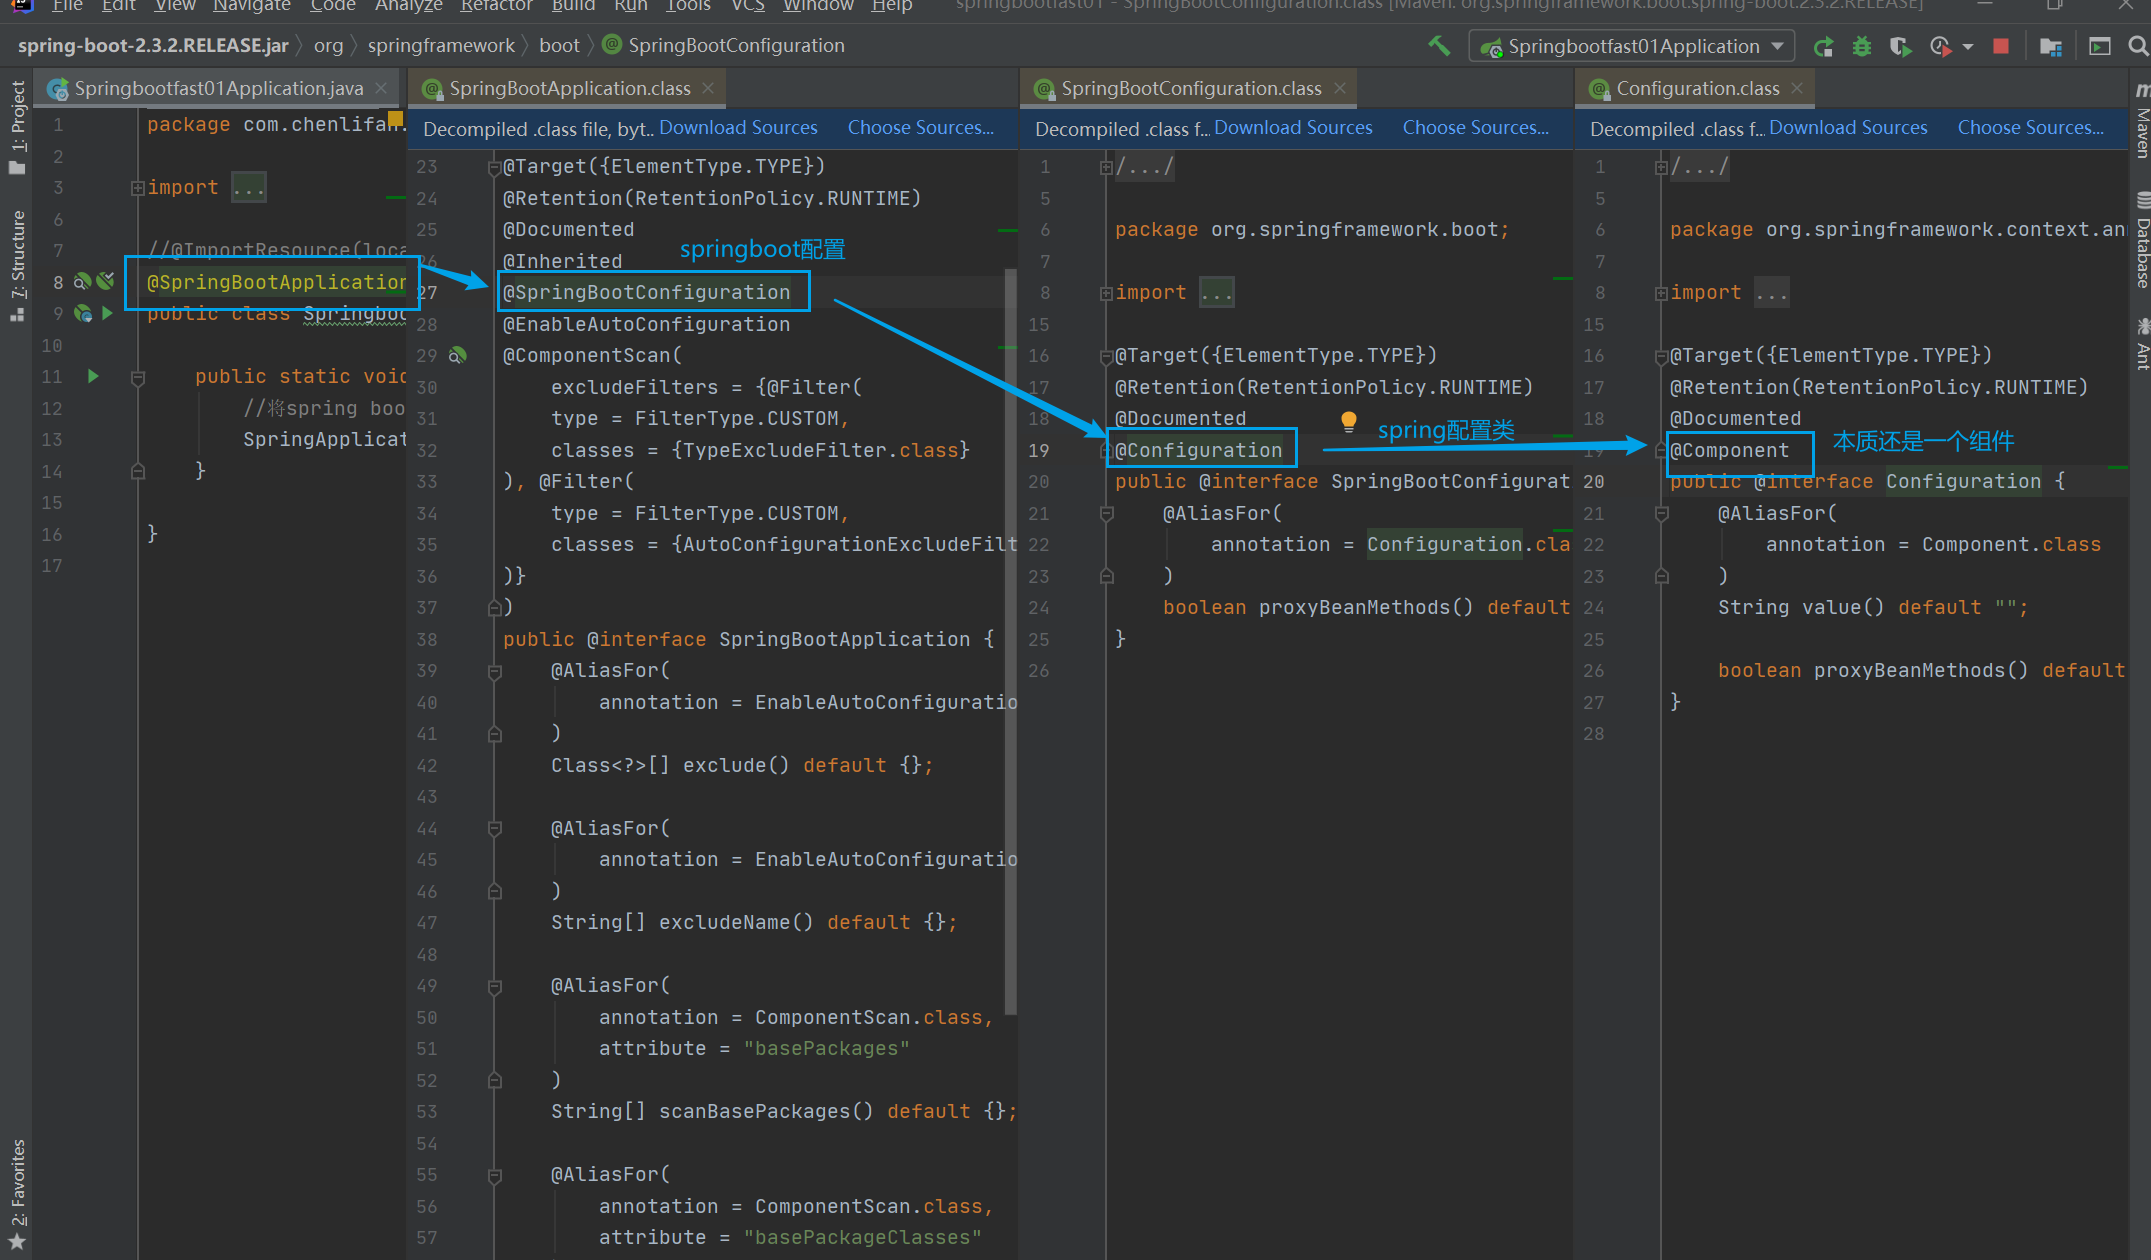 File Edit View Navigate Code Analyze Refactor Build Run Tools VCS Window Help springbootfast01 - SpringBootConfiguration.class [Maven: org.springframework.boot:spring-boot:2.3.2.RELEASE]
spring-boot-2.3.2.RELEASE.jar 〉 org 〉 springframework 〉 boot 〉 SpringBootConfiguration
Springbootfast01Application
1: Project
7: Structure
2: Favorites
Springbootfast01Application.java
1 package com.chenlifan.
2
3 import ...
6
7 //@ImportResource(loca
8 @SpringBootApplication
9 public class Springboo
10
11 public static void
12 //将spring boo
13 SpringApplicat
14 }
15
16 }
17
SpringBootApplication.class
Decompiled .class file, byt.. Download Sources Choose Sources...
23 @Target({ElementType.TYPE})
24 @Retention(RetentionPolicy.RUNTIME)
25 @Documented
springboot配置
26 @Inherited
27 @SpringBootConfiguration
28 @EnableAutoConfiguration
29 @ComponentScan(
30 excludeFilters = {@Filter(
31 type = FilterType.CUSTOM,
32 classes = {TypeExcludeFilter.class}
33 ), @Filter(
34 type = FilterType.CUSTOM,
35 classes = {AutoConfigurationExcludeFilt
36 )}
37 )
38 public @interface SpringBootApplication {
39 @AliasFor(
40 annotation = EnableAutoConfiguratio
41 )
42 Class<?>[] exclude() default {};
43
44 @AliasFor(
45 annotation = EnableAutoConfiguratio
46 )
47 String[] excludeName() default {};
48
49 @AliasFor(
50 annotation = ComponentScan.class,
51 attribute = "basePackages"
52 )
53 String[] scanBasePackages() default {};
54
55 @AliasFor(
56 annotation = ComponentScan.class,
57 attribute = "basePackageClasses"
SpringBootConfiguration.class
Decompiled .class f... Download Sources Choose Sources...
1 /.../
5
6 package org.springframework.boot;
7
8 import ...
15
16 @Target({ElementType.TYPE})
17 @Retention(RetentionPolicy.RUNTIME)
18 @Documented
spring配置类
19 @Configuration
20 public @interface SpringBootConfigurat
21 @AliasFor(
22 annotation = Configuration.cla
23 )
24 boolean proxyBeanMethods() default
25 }
26
Configuration.class
Decompiled .class f... Download Sources Choose Sources...
1 /.../
5
6 package org.springframework.context.an
7
8 import ...
15
16 @Target({ElementType.TYPE})
17 @Retention(RetentionPolicy.RUNTIME)
18 @Documented
19 @Component 本质还是一个组件
20 public @interface Configuration {
21 @AliasFor(
22 annotation = Component.class
23 )
24 String value() default "";
25
26 boolean proxyBeanMethods() default
27 }
28
Maven
Database
Ant